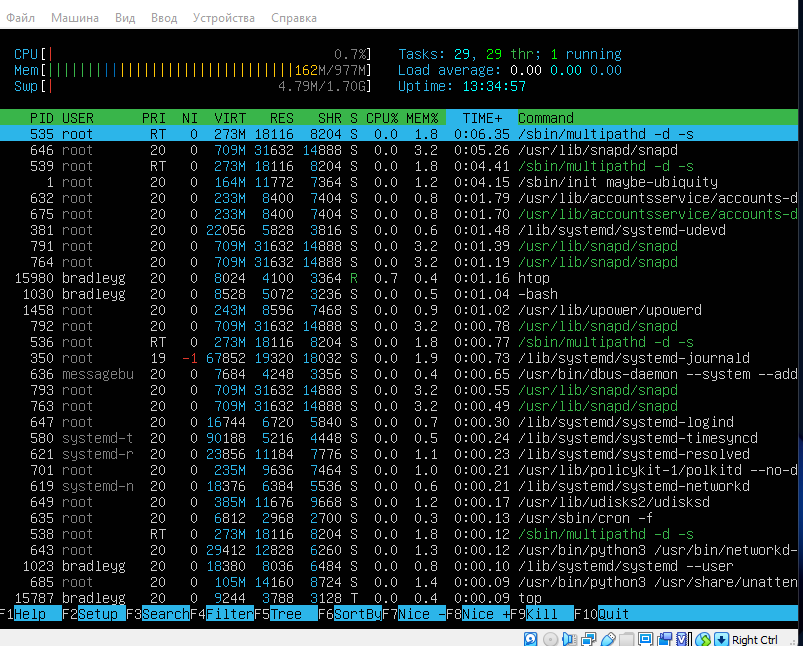 Файл Машина Вид Ввод Устройства Справка
CPU[| 0.7%] Tasks: 29, 29 thr; 1 running
Mem[||||||||||||||||||||||||||||||||162M/977M] Load average: 0.00 0.00 0.00
Swp[| 4.79M/1.70G] Uptime: 13:34:57
PID USER PRI NI VIRT RES SHR S CPU% MEM% TIME+ Command
535 root RT 0 273M 18116 8204 S 0.0 1.8 0:06.35 /sbin/multipathd -d -s
646 root 20 0 709M 31632 14888 S 0.0 3.2 0:05.26 /usr/lib/snapd/snapd
539 root RT 0 273M 18116 8204 S 0.0 1.8 0:04.41 /sbin/multipathd -d -s
1 root 20 0 164M 11772 7364 S 0.0 1.2 0:04.15 /sbin/init maybe-ubiquity
632 root 20 0 233M 8400 7404 S 0.0 0.8 0:01.79 /usr/lib/accountsservice/accounts-d
675 root 20 0 233M 8400 7404 S 0.0 0.8 0:01.70 /usr/lib/accountsservice/accounts-d
381 root 20 0 22056 5828 3816 S 0.0 0.6 0:01.48 /lib/systemd/systemd-udevd
791 root 20 0 709M 31632 14888 S 0.0 3.2 0:01.39 /usr/lib/snapd/snapd
764 root 20 0 709M 31632 14888 S 0.0 3.2 0:01.19 /usr/lib/snapd/snapd
15980 bradleyg 20 0 8024 4100 3364 R 0.7 0.4 0:01.16 htop
1030 bradleyg 20 0 8528 5072 3236 S 0.0 0.5 0:01.04 -bash
1458 root 20 0 243M 8596 7468 S 0.0 0.9 0:01.02 /usr/lib/upower/upowerd
792 root 20 0 709M 31632 14888 S 0.0 3.2 0:00.78 /usr/lib/snapd/snapd
536 root RT 0 273M 18116 8204 S 0.0 1.8 0:00.77 /sbin/multipathd -d -s
350 root 19 -1 67852 19320 18032 S 0.0 1.9 0:00.73 /lib/systemd/systemd-journald
636 messagebu 20 0 7684 4248 3356 S 0.0 0.4 0:00.65 /usr/bin/dbus-daemon --system --add
793 root 20 0 709M 31632 14888 S 0.0 3.2 0:00.55 /usr/lib/snapd/snapd
763 root 20 0 709M 31632 14888 S 0.0 3.2 0:00.49 /usr/lib/snapd/snapd
647 root 20 0 16744 6720 5840 S 0.0 0.7 0:00.30 /lib/systemd/systemd-logind
580 systemd-t 20 0 90188 5216 4448 S 0.0 0.5 0:00.24 /lib/systemd/systemd-timesyncd
621 systemd-r 20 0 23856 11184 7776 S 0.0 1.1 0:00.23 /lib/systemd/systemd-resolved
701 root 20 0 235M 9636 7464 S 0.0 1.0 0:00.21 /usr/lib/policykit-1/polkitd --no-d
619 systemd-n 20 0 18376 6384 5536 S 0.0 0.6 0:00.21 /lib/systemd/systemd-networkd
649 root 20 0 385M 11676 9668 S 0.0 1.2 0:00.17 /usr/lib/udisks2/udisksd
635 root 20 0 6812 2968 2700 S 0.0 0.3 0:00.13 /usr/sbin/cron -f
538 root RT 0 273M 18116 8204 S 0.0 1.8 0:00.12 /sbin/multipathd -d -s
643 root 20 0 29412 12828 6260 S 0.0 1.3 0:00.12 /usr/bin/python3 /usr/bin/networkd-
1023 bradleyg 20 0 18380 8036 6484 S 0.0 0.8 0:00.10 /lib/systemd/systemd --user
685 root 20 0 105M 14160 8724 S 0.0 1.4 0:00.09 /usr/bin/python3 /usr/share/unatten
15787 bradleyg 20 0 9244 3788 3128 T 0.0 0.4 0:00.09 top
F1Help F2Setup F3SearchF4FilterF5Tree F6SortByF7Nice -F8Nice +F9Kill F10Quit
Right Ctrl